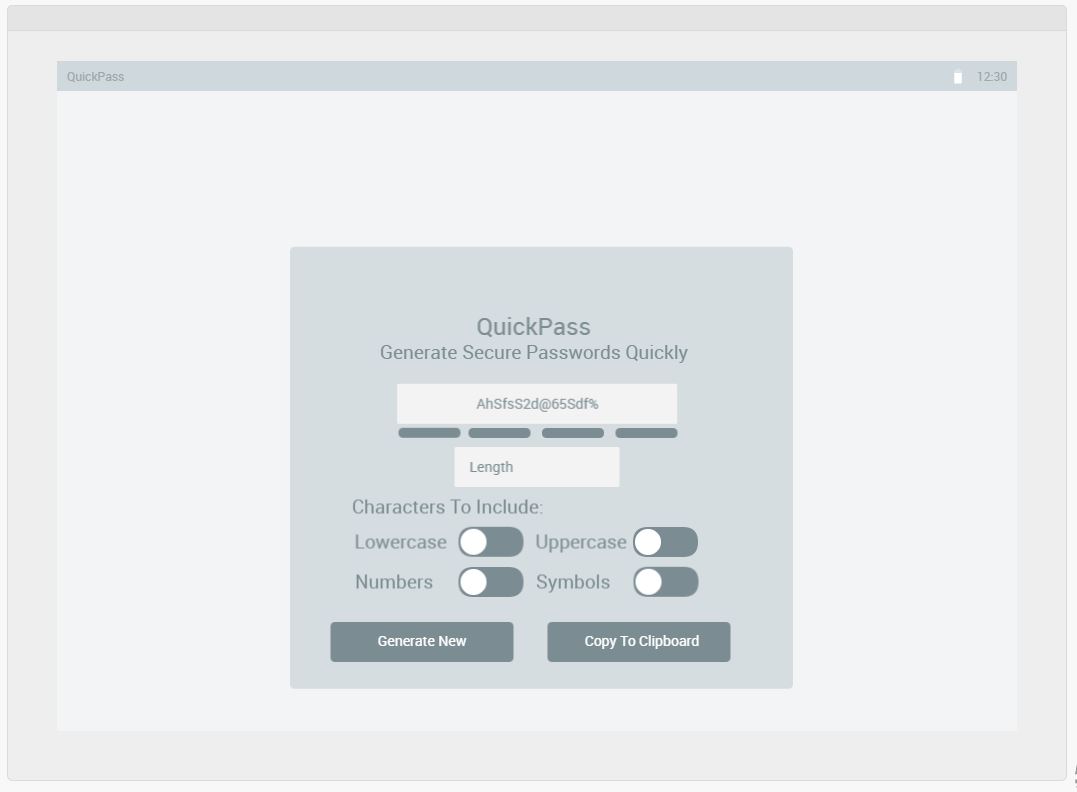 QuickPass 12:30
QuickPass
Generate Secure Passwords Quickly
AhSfsS2d@65Sdf%
Length
Characters To Include:
Lowercase Uppercase
Numbers Symbols
Generate New Copy To Clipboard